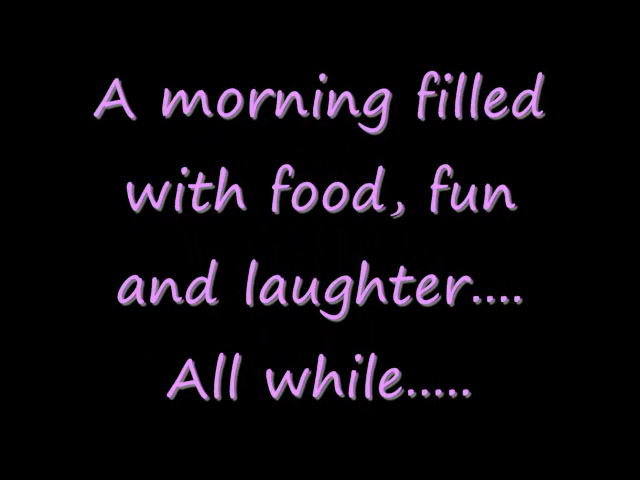 A morning filled
with food, fun
and laughter....
All while.....